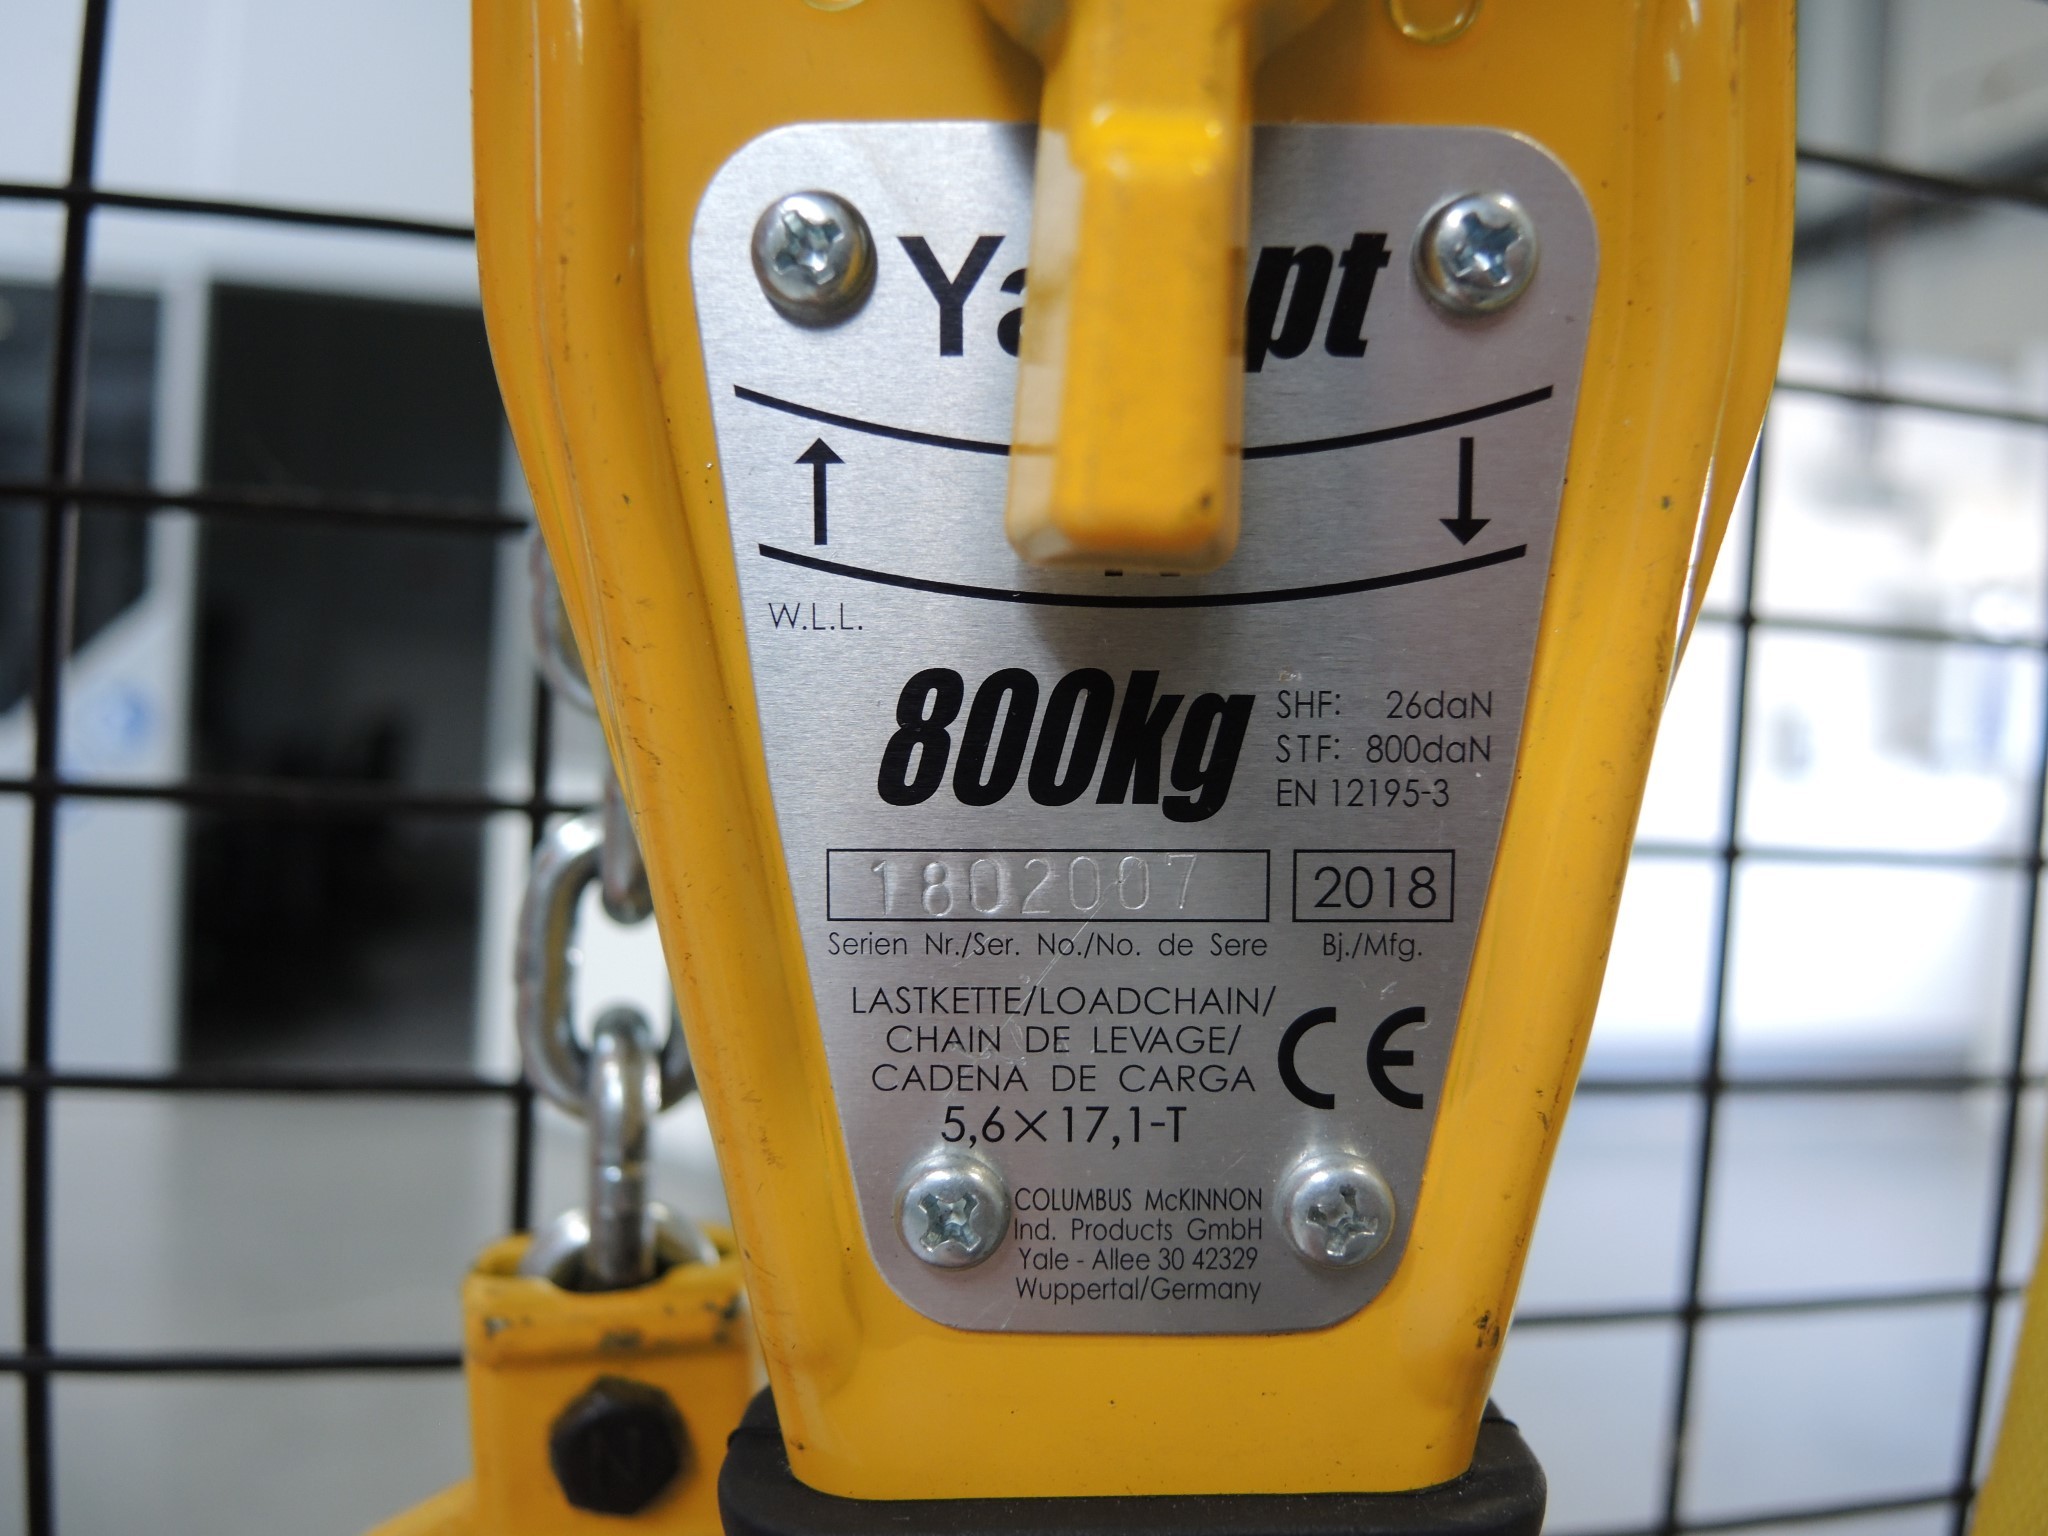 W.L.L.
800kg
SHF: 26daN
STF: 800daN
EN 12195-3
1802007
2018
Serien Nr./Ser. No./No. de Sere
Bj./Mfg.
LASTKETTE/LOADCHAIN/
CHAIN DE LEVAGE/
CADENA DE CARGA
5,6×17,1-T
CE
COLUMBUS McKINNON
Ind. Products GmbH
Yale - Allee 30 42329
Wuppertal/Germany